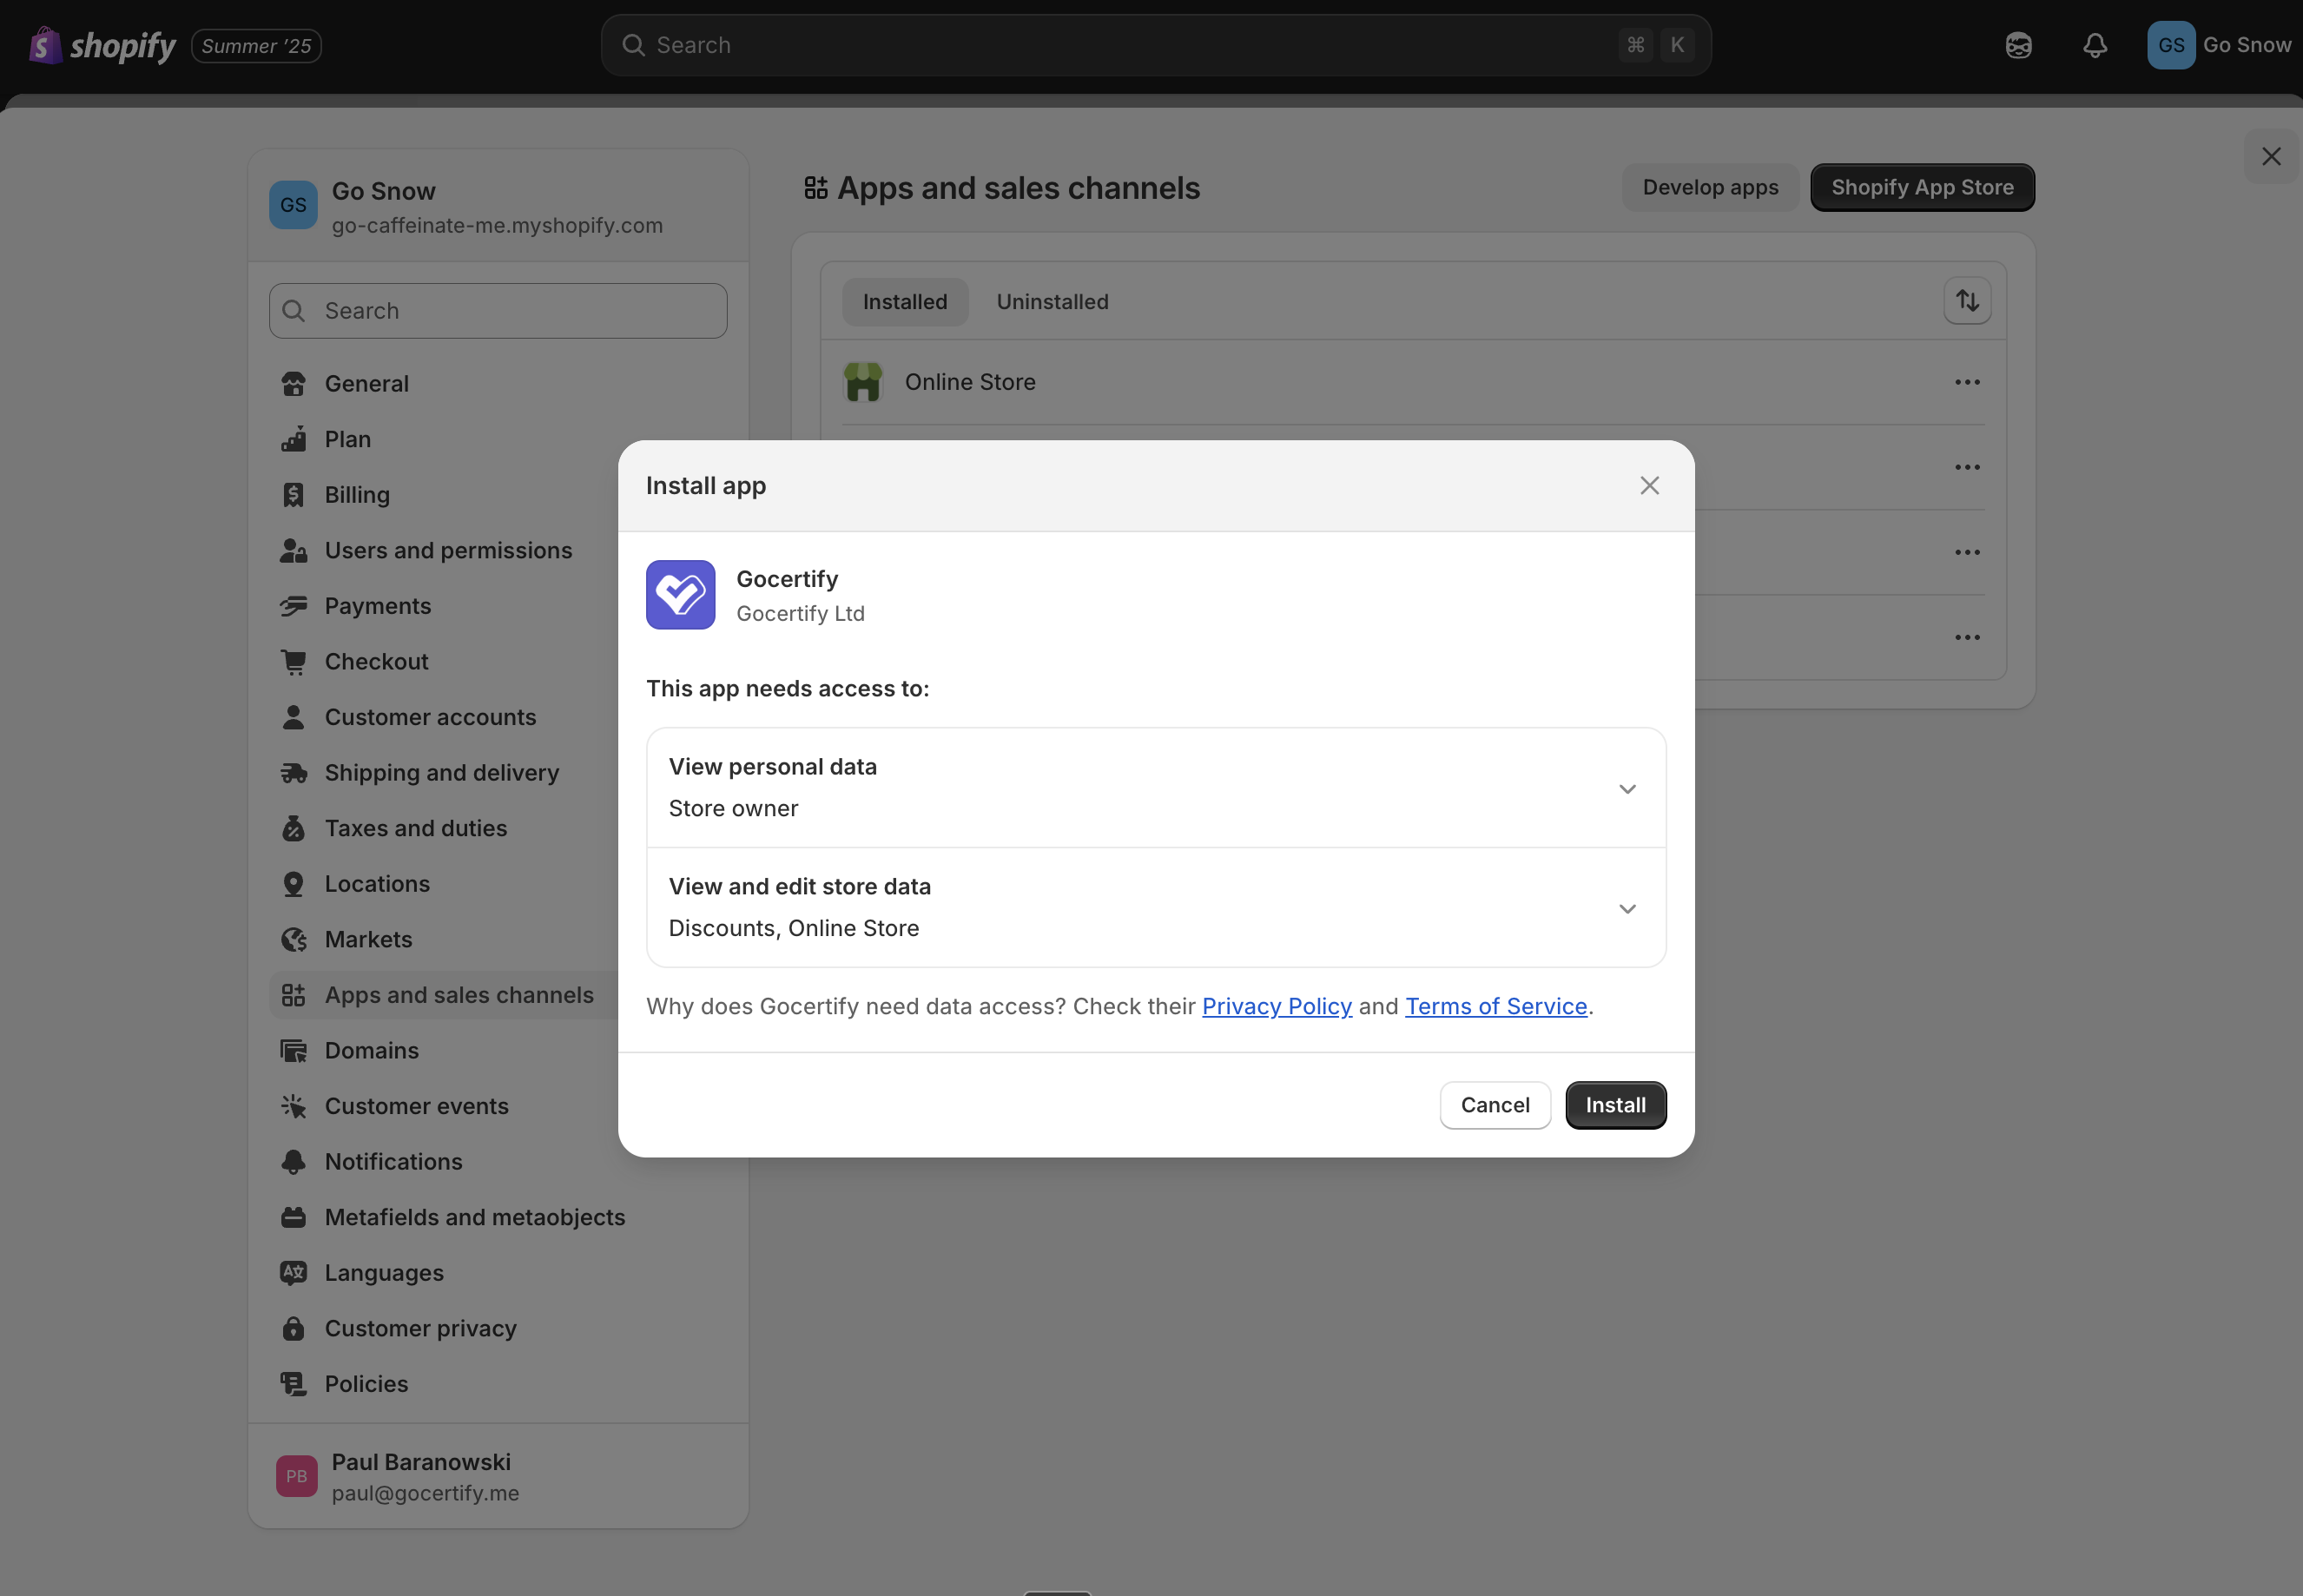 shopify
Summer '25
Search
⌘ K
GS
Go Snow
GS
Go Snow
go-caffeinate-me.myshopify.com
Search
General
Plan
Billing
Users and permissions
Payments
Checkout
Customer accounts
Shipping and delivery
Taxes and duties
Locations
Markets
Apps and sales channels
Domains
Customer events
Notifications
Metafields and metaobjects
Languages
Customer privacy
Policies
PB
Paul Baranowski
paul@gocertify.me
Apps and sales channels
Develop apps
Shopify App Store
Installed
Uninstalled
Online Store
Install app
Gocertify
Gocertify Ltd
This app needs access to:
View personal data
Store owner
View and edit store data
Discounts, Online Store
Why does Gocertify need data access? Check their Privacy Policy and Terms of Service.
Cancel
Install